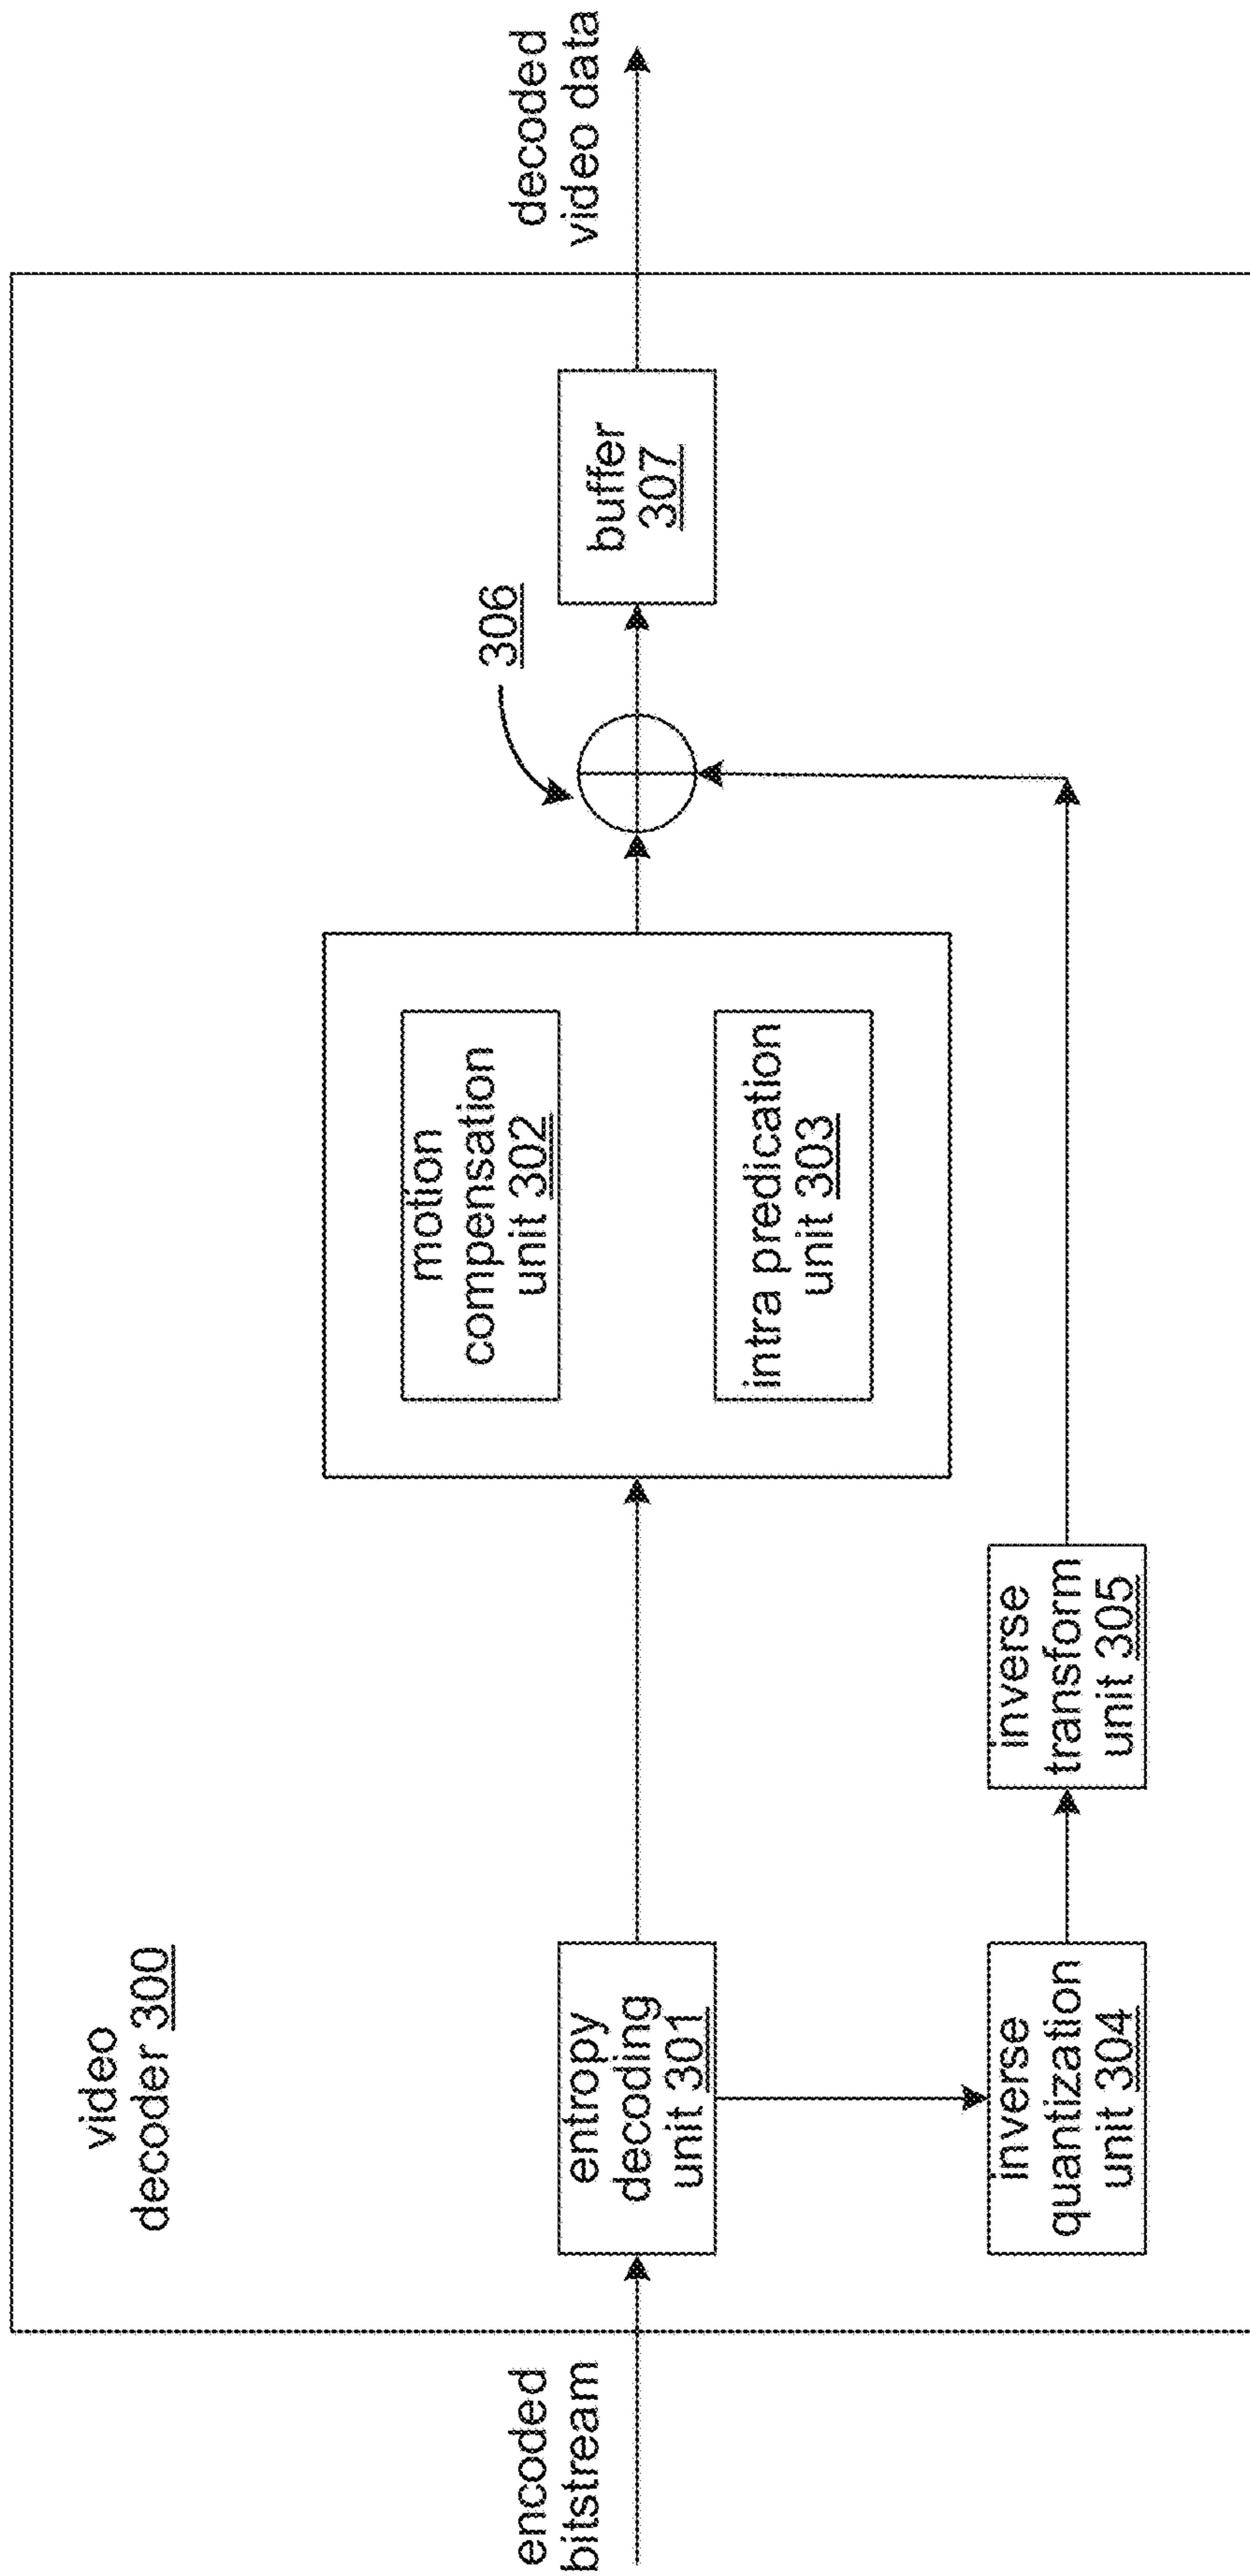 video
decoder 300
encoded
bitstream
entropy
decoding
unit 301
inverse
quantization
unit 304
inverse
transform
unit 305
motion
compensation
unit 302
intra predication
unit 303
306
buffer
307
decoded
video data